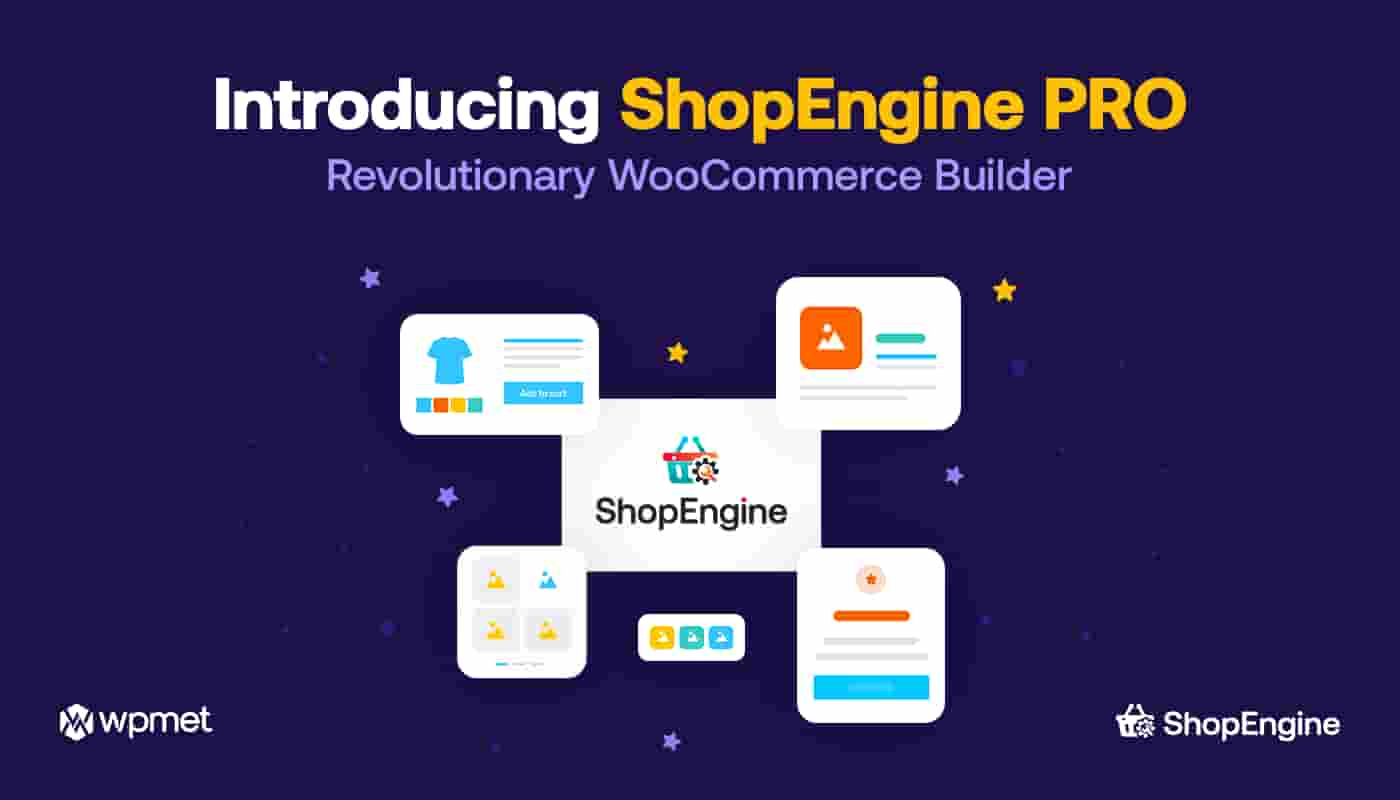 Introducing ShopEngine PRO
Revolutionary WooCommerce Builder
Add to cart
ShopEngine
wpmet
ShopEngine